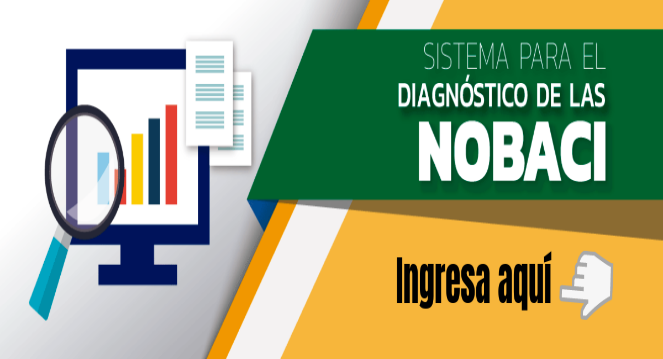 SISTEMA PARA EL
DIAGNÓSTICO DE LAS
NOBACI
Ingresa aquí